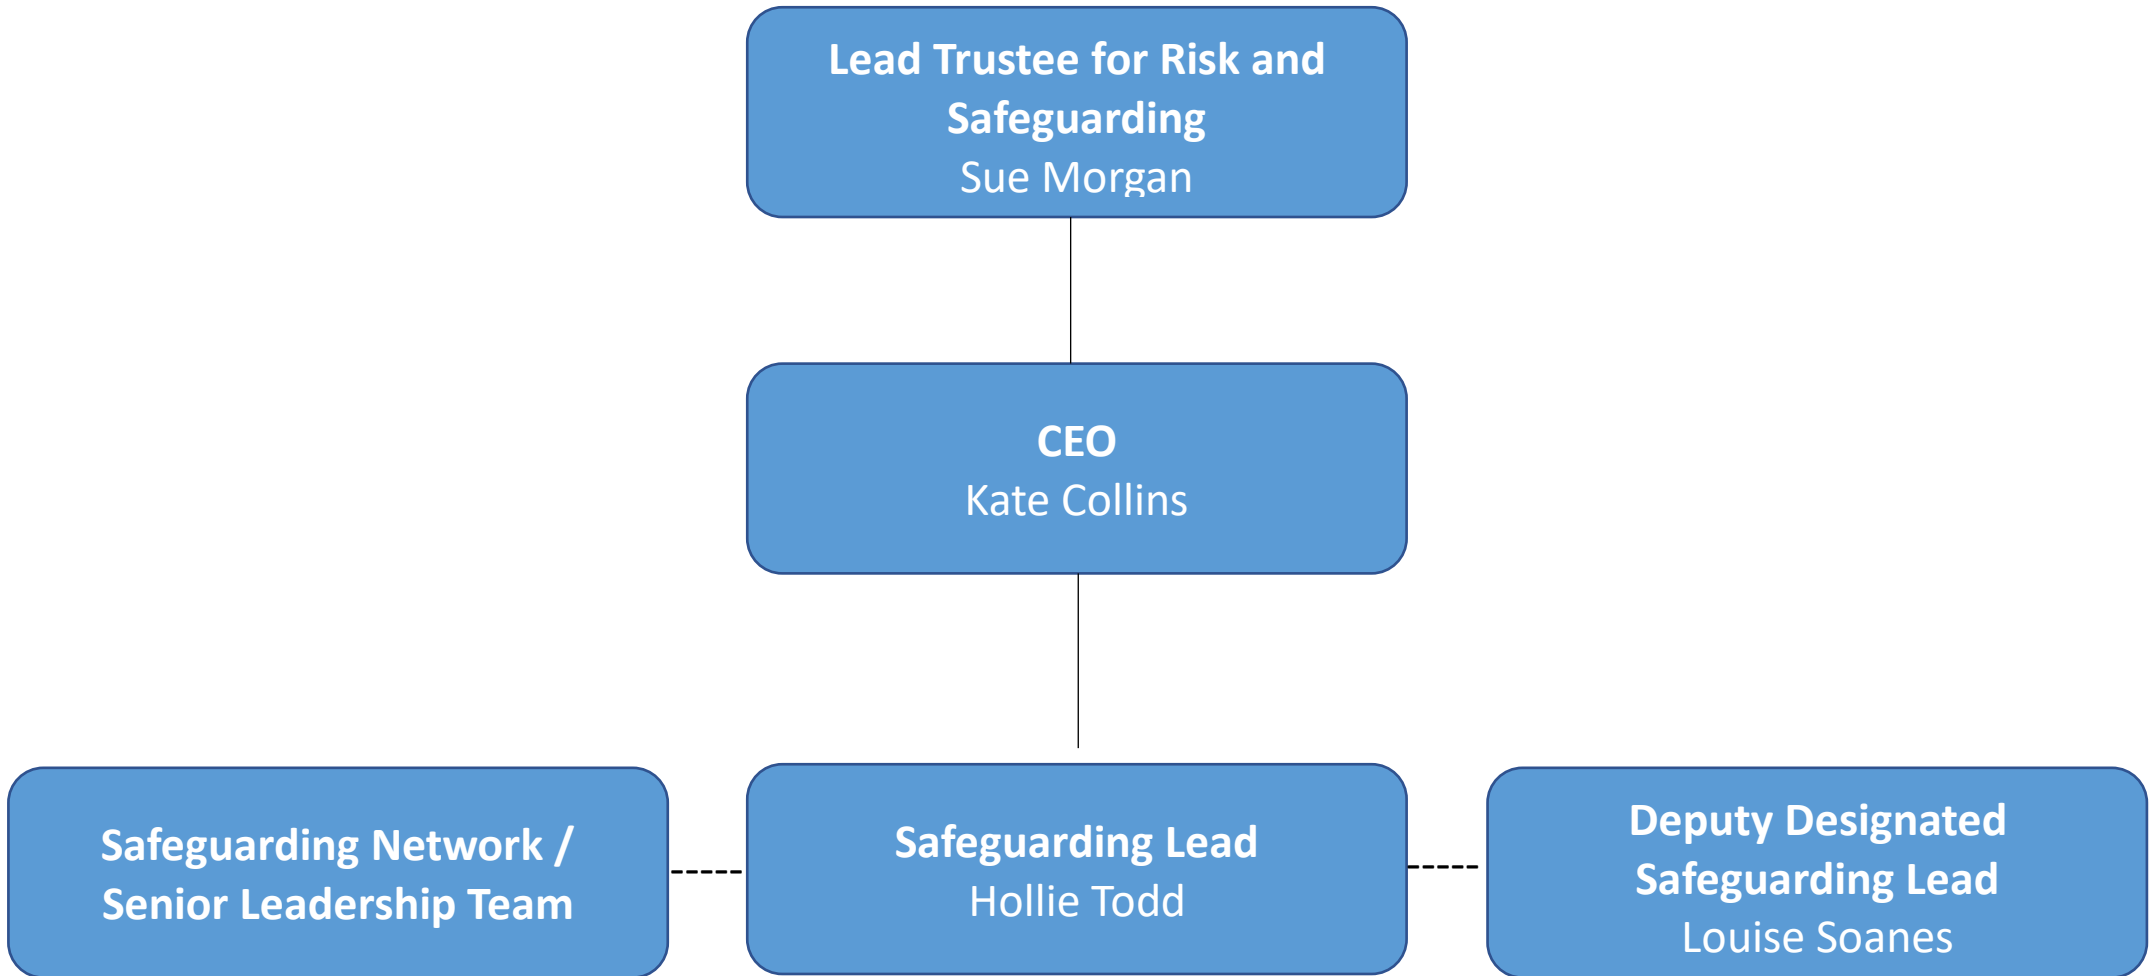 Lead Trustee for Risk and
Safeguarding
Sue Morgan
CEO
Kate Collins
Safeguarding Network /
Senior Leadership Team
Safeguarding Lead
Hollie Todd
Deputy Designated
Safeguarding Lead
Louise Soanes